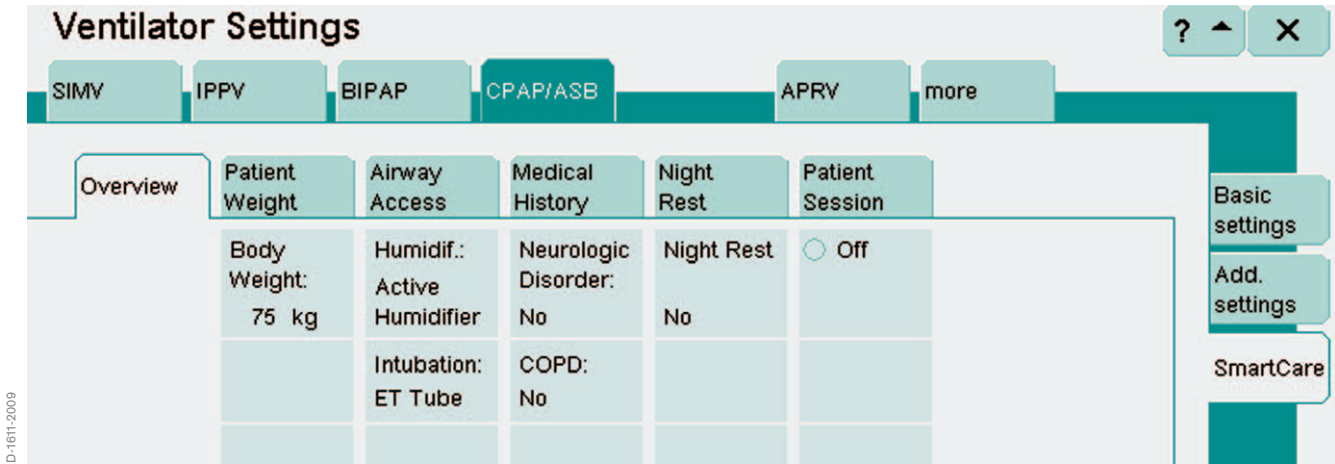 Ventilator Settings
? ✕
SIMV IPPV BIPAP CPAP/ASB APRV more
Overview
Patient
Weight
Airway
Access
Medical
History
Night
Rest
Patient
Session
Body
Weight:
75 kg
Humidif.:
Active
Humidifier
Intubation:
ET Tube
Neurologic
Disorder:
No
COPD:
No
Night Rest
No
Off
Basic
settings
Add.
settings
SmartCare
D-1611-2009